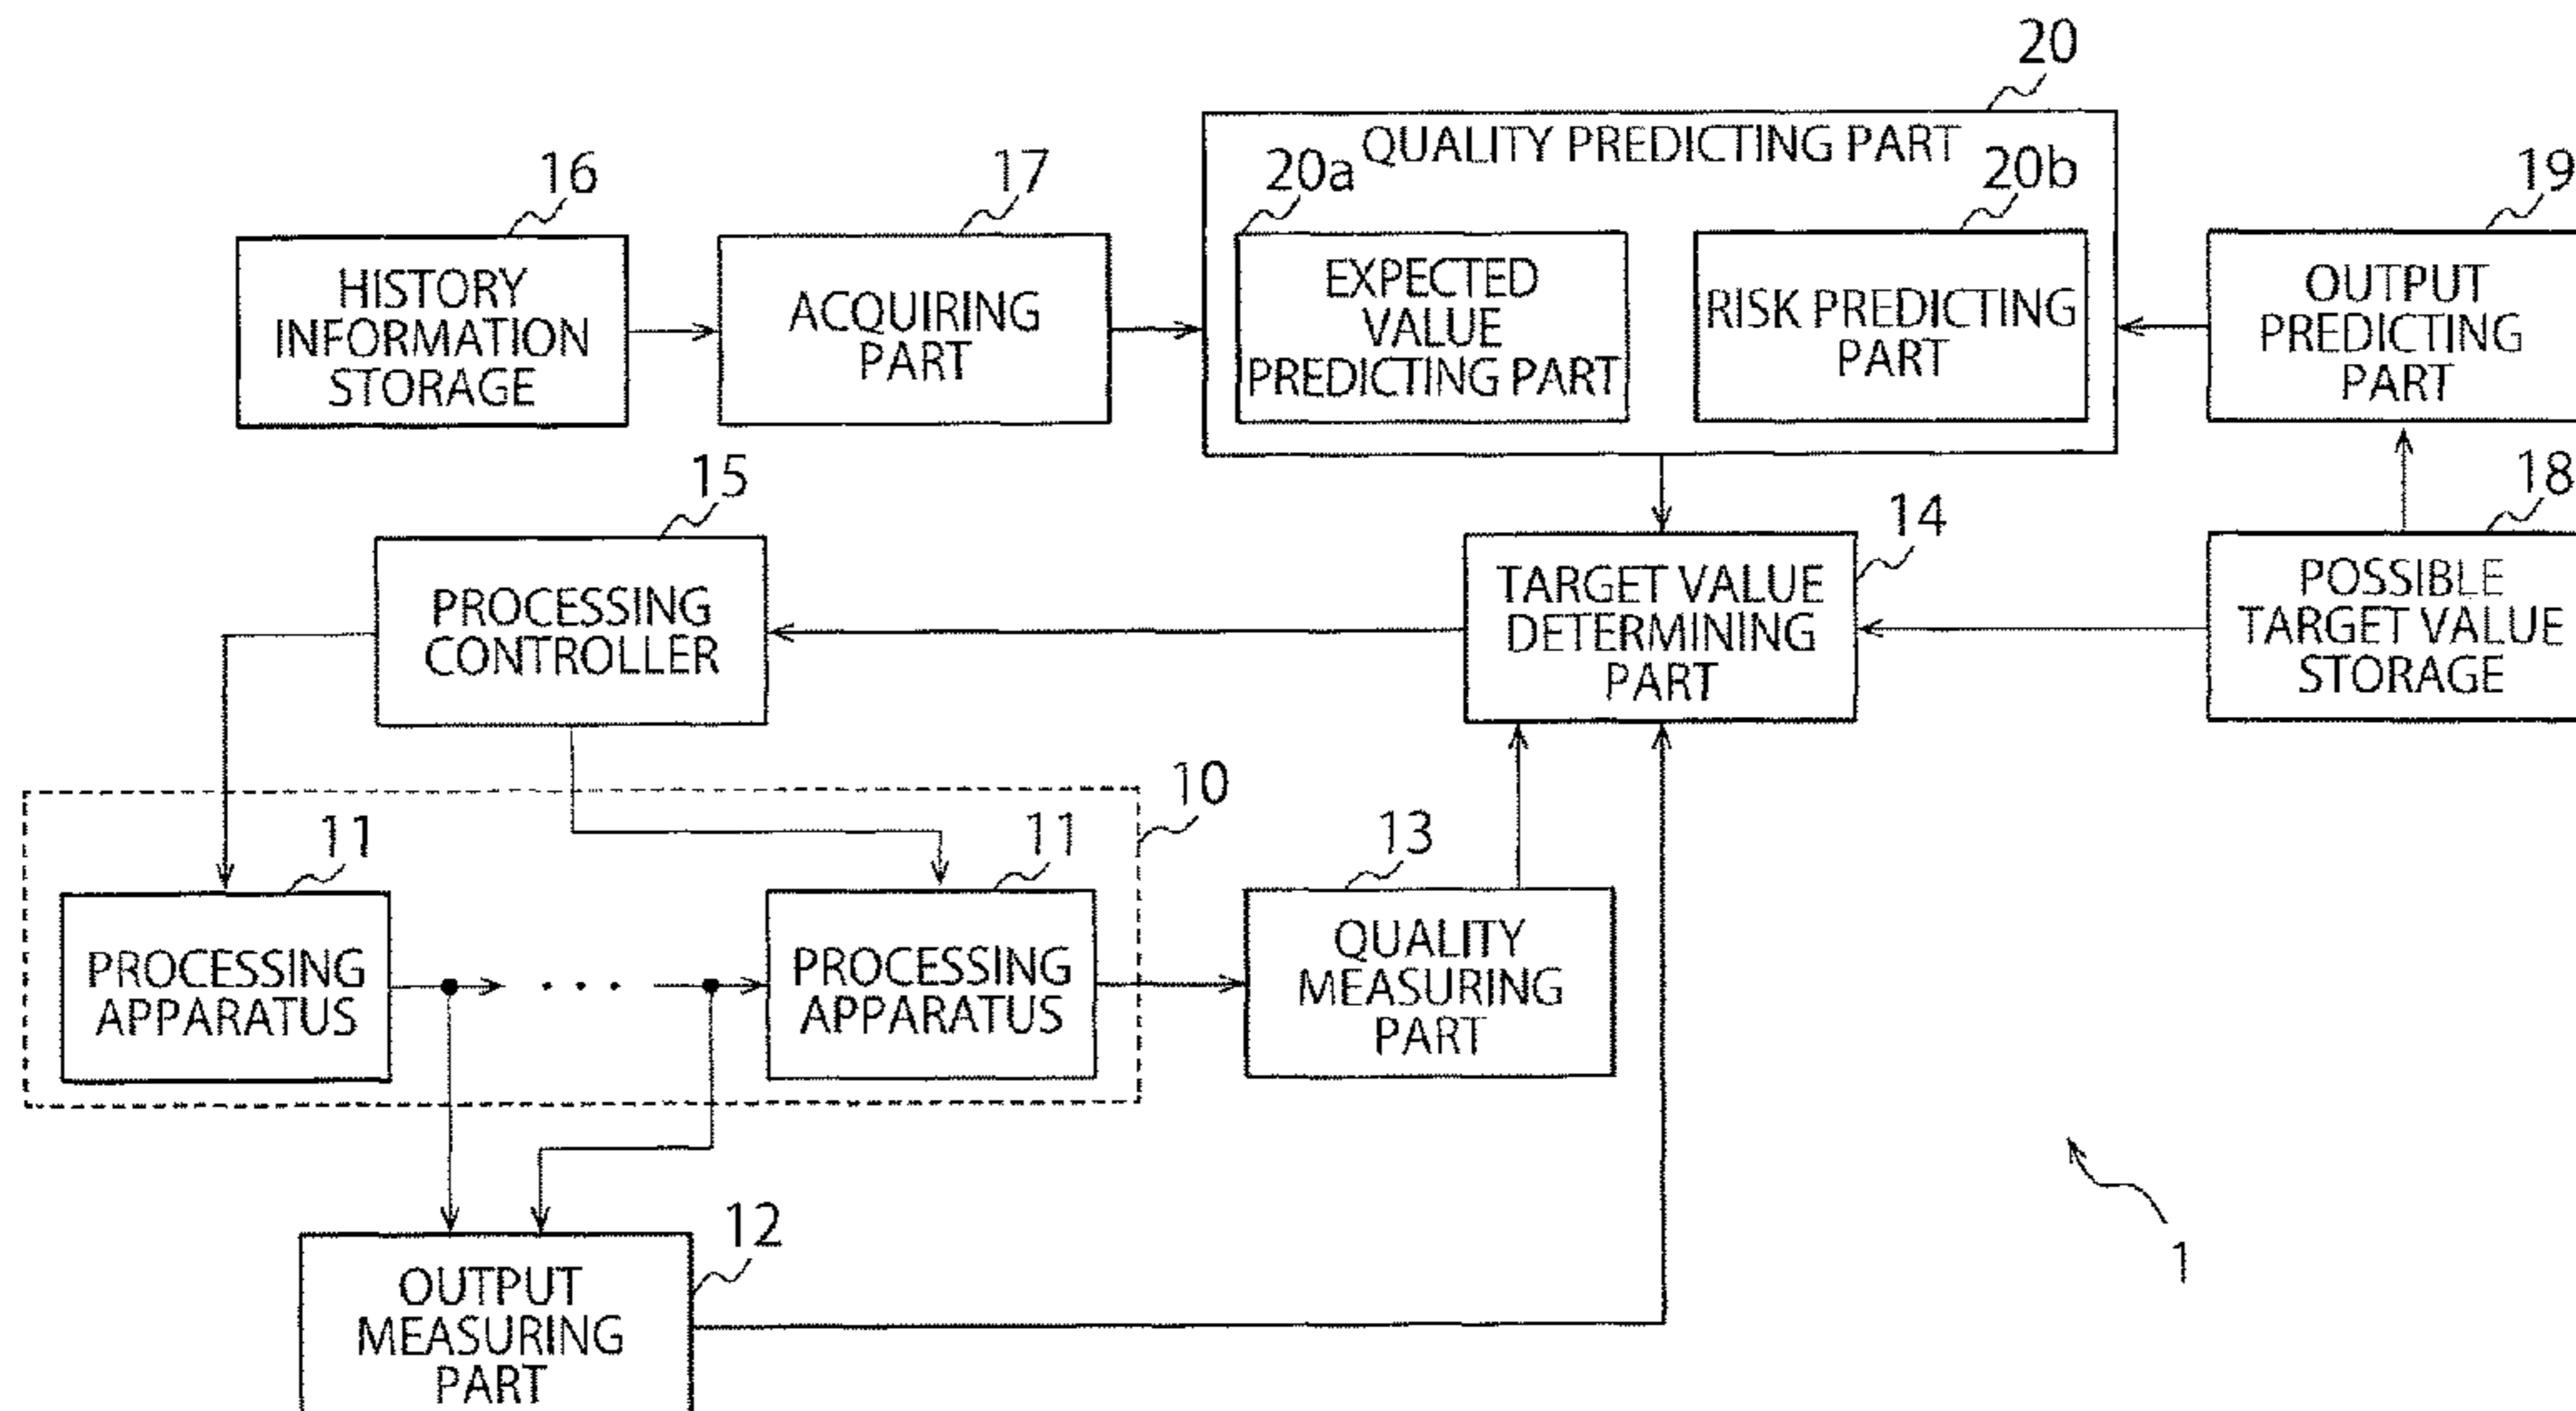 20
QUALITY PREDICTING PART
16
17
20a
20b
19
HISTORY
INFORMATION
STORAGE
ACQUIRING
PART
EXPECTED
VALUE
PREDICTING PART
RISK PREDICTING
PART
OUTPUT
PREDICTING
PART
15
14
18
PROCESSING
CONTROLLER
TARGET VALUE
DETERMINING
PART
POSSIBLE
TARGET VALUE
STORAGE
10
11
11
13
PROCESSING
APPARATUS
. . .
PROCESSING
APPARATUS
QUALITY
MEASURING
PART
12
OUTPUT
MEASURING
PART
1